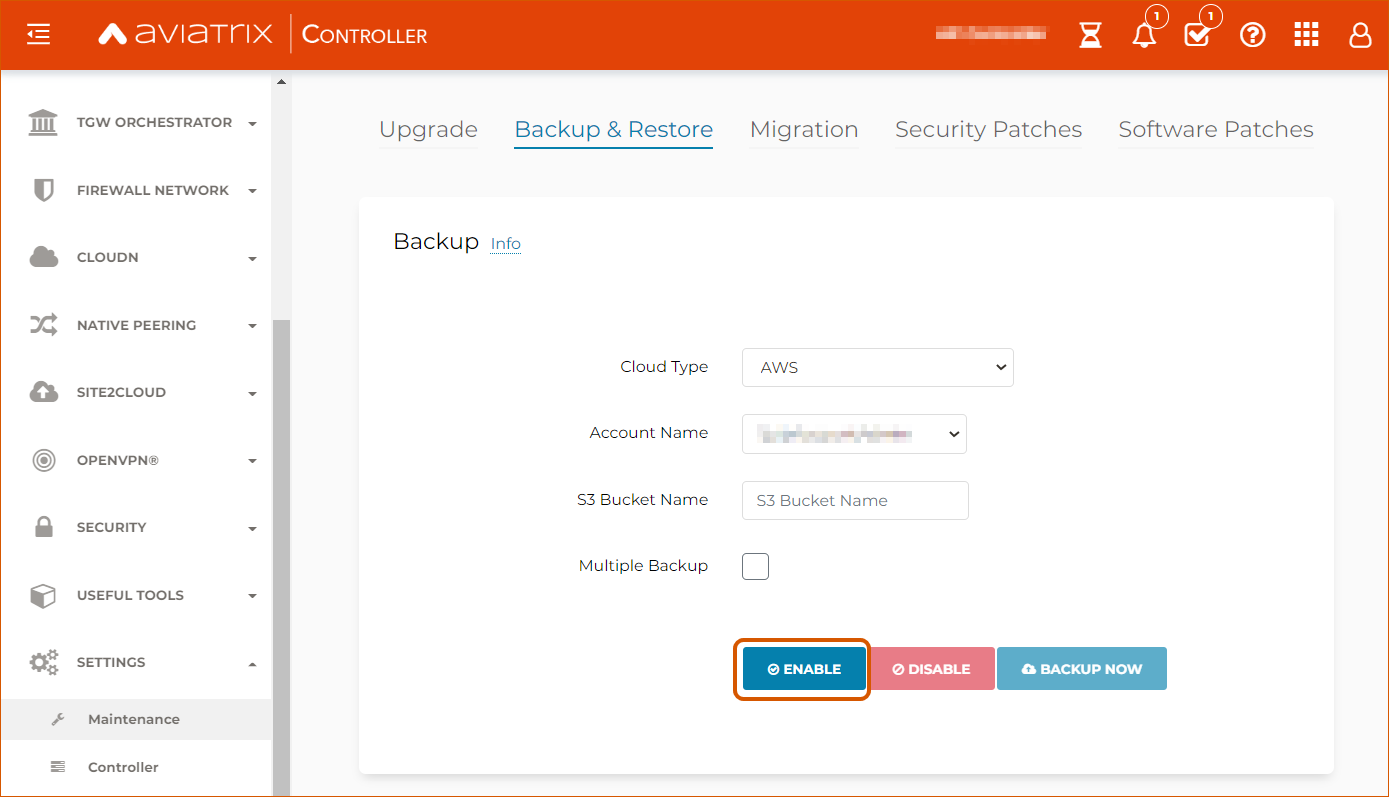 aviatrix CONTROLLER
1
1
TGW ORCHESTRATOR
FIREWALL NETWORK
CLOUDN
NATIVE PEERING
SITE2CLOUD
OPENVPN®
SECURITY
USEFUL TOOLS
SETTINGS
Maintenance
Controller
Upgrade Backup & Restore Migration Security Patches Software Patches
Backup Info
Cloud Type AWS
Account Name
S3 Bucket Name S3 Bucket Name
Multiple Backup
ENABLE DISABLE BACKUP NOW